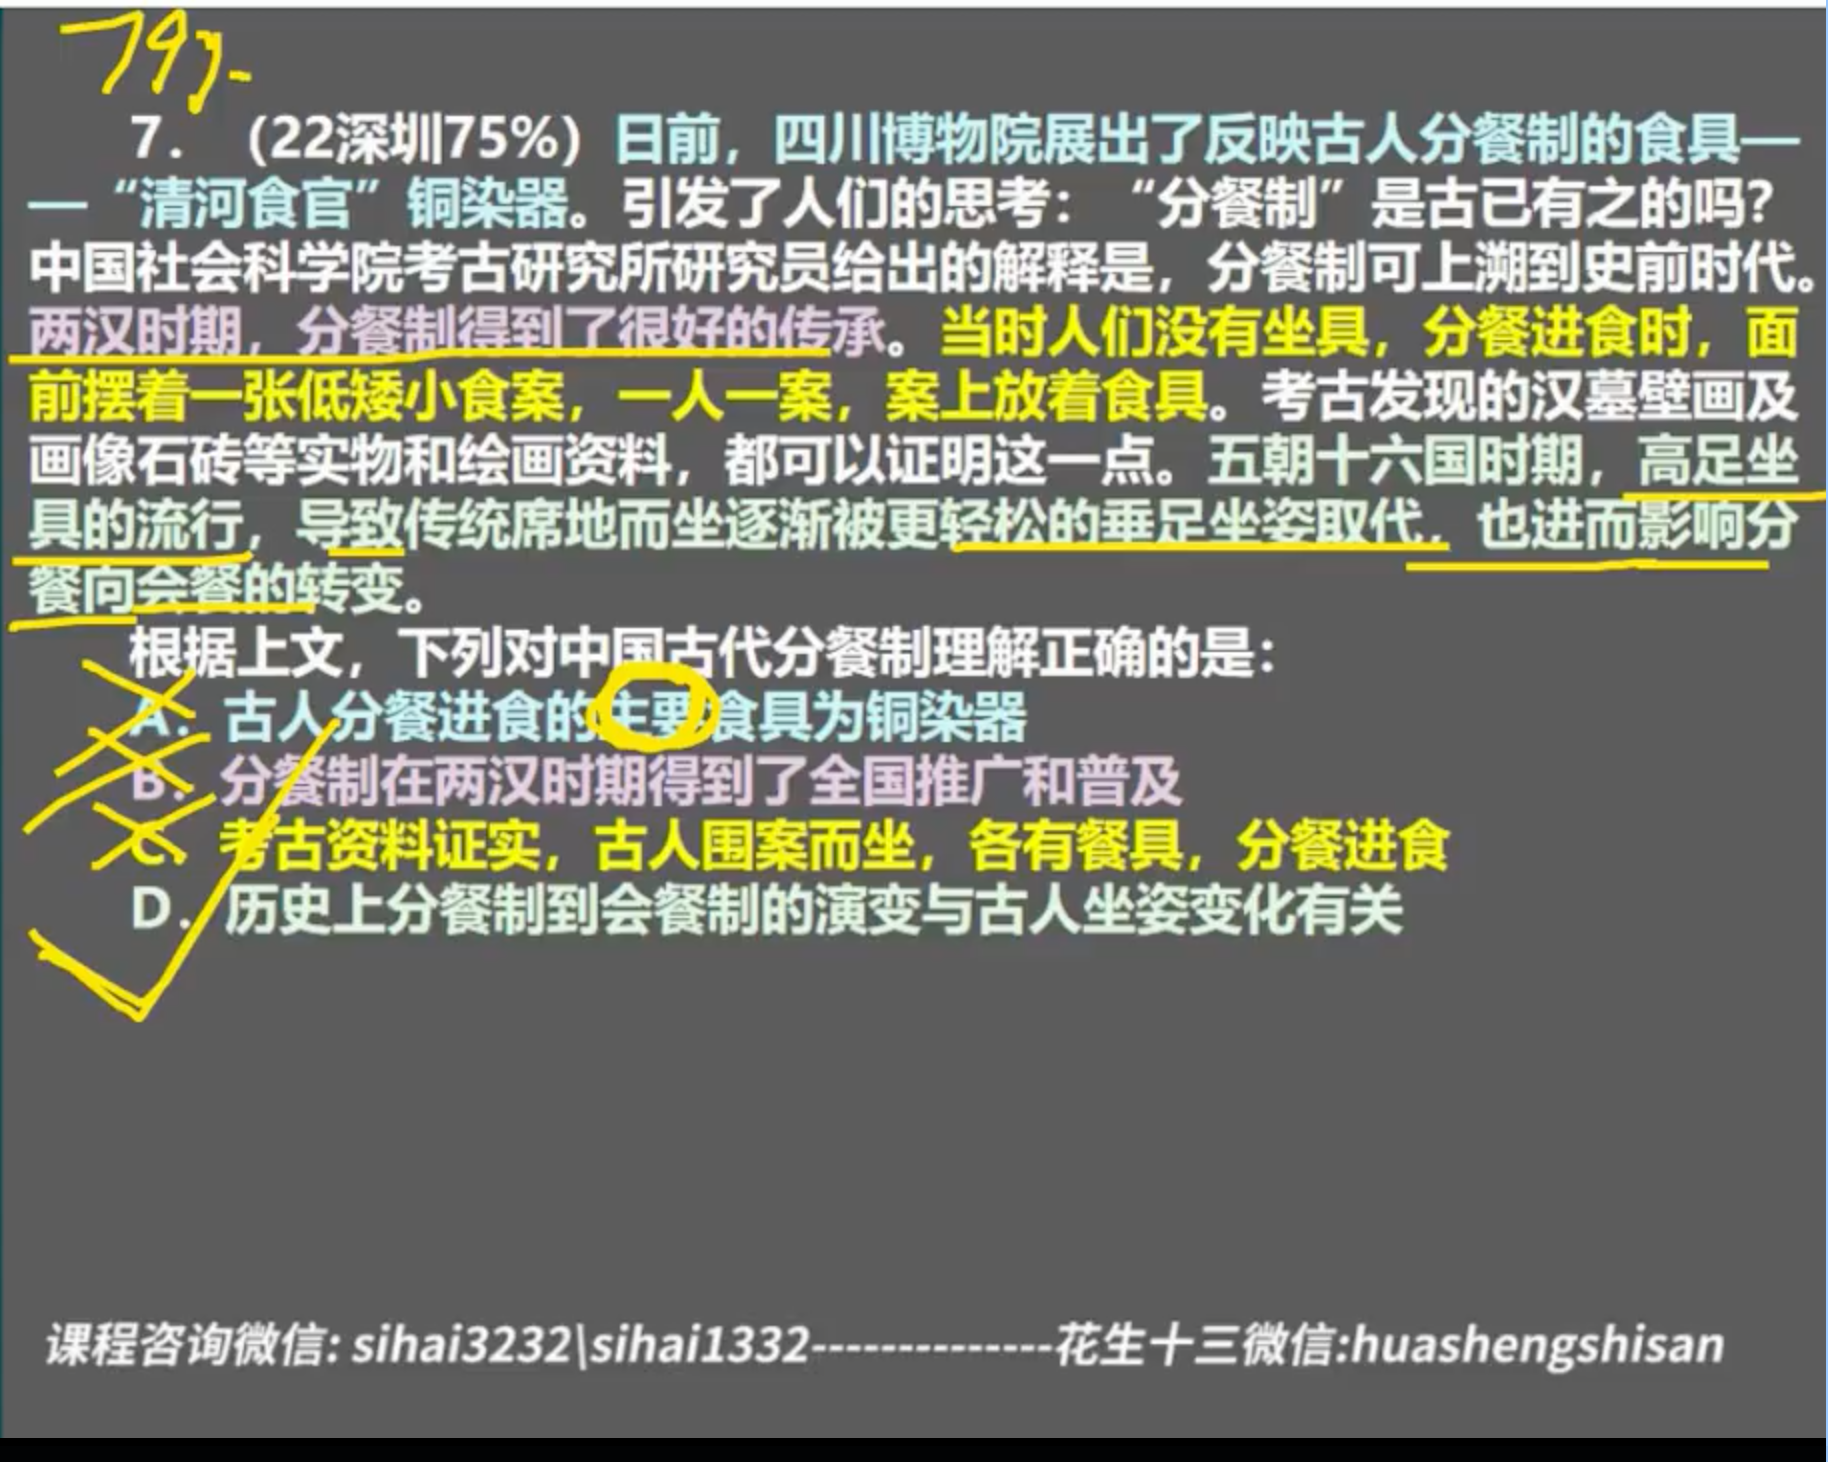 7. （22深圳75%）日前，四川博物院展出了反映古人分餐制的食具—
—“清河食官”铜染器。引发了人们的思考：“分餐制”是古已有之的吗？
中国社会科学院考古研究所研究员给出的解释是，分餐制可上溯到史前时代。
两汉时期，分餐制得到了很好的传承。当时人们没有坐具，分餐进食时，面
前摆着一张低矮小食案，一人一案，案上放着食具。考古发现的汉墓壁画及
画像石砖等实物和绘画资料，都可以证明这一点。五朝十六国时期，高足坐
具的流行，导致传统席地而坐逐渐被更轻松的垂足坐姿取代，也进而影响分
餐向会餐的转变。
根据上文，下列对中国古代分餐制理解正确的是：
A. 古人分餐进食的主要食具为铜染器
B. 分餐制在两汉时期得到了全国推广和普及
C. 考古资料证实，古人围案而坐，各有餐具，分餐进食
D. 历史上分餐制到会餐制的演变与古人坐姿变化有关
课程咨询微信: sihai3232\sihai1332--------------花生十三微信:huashengshisan